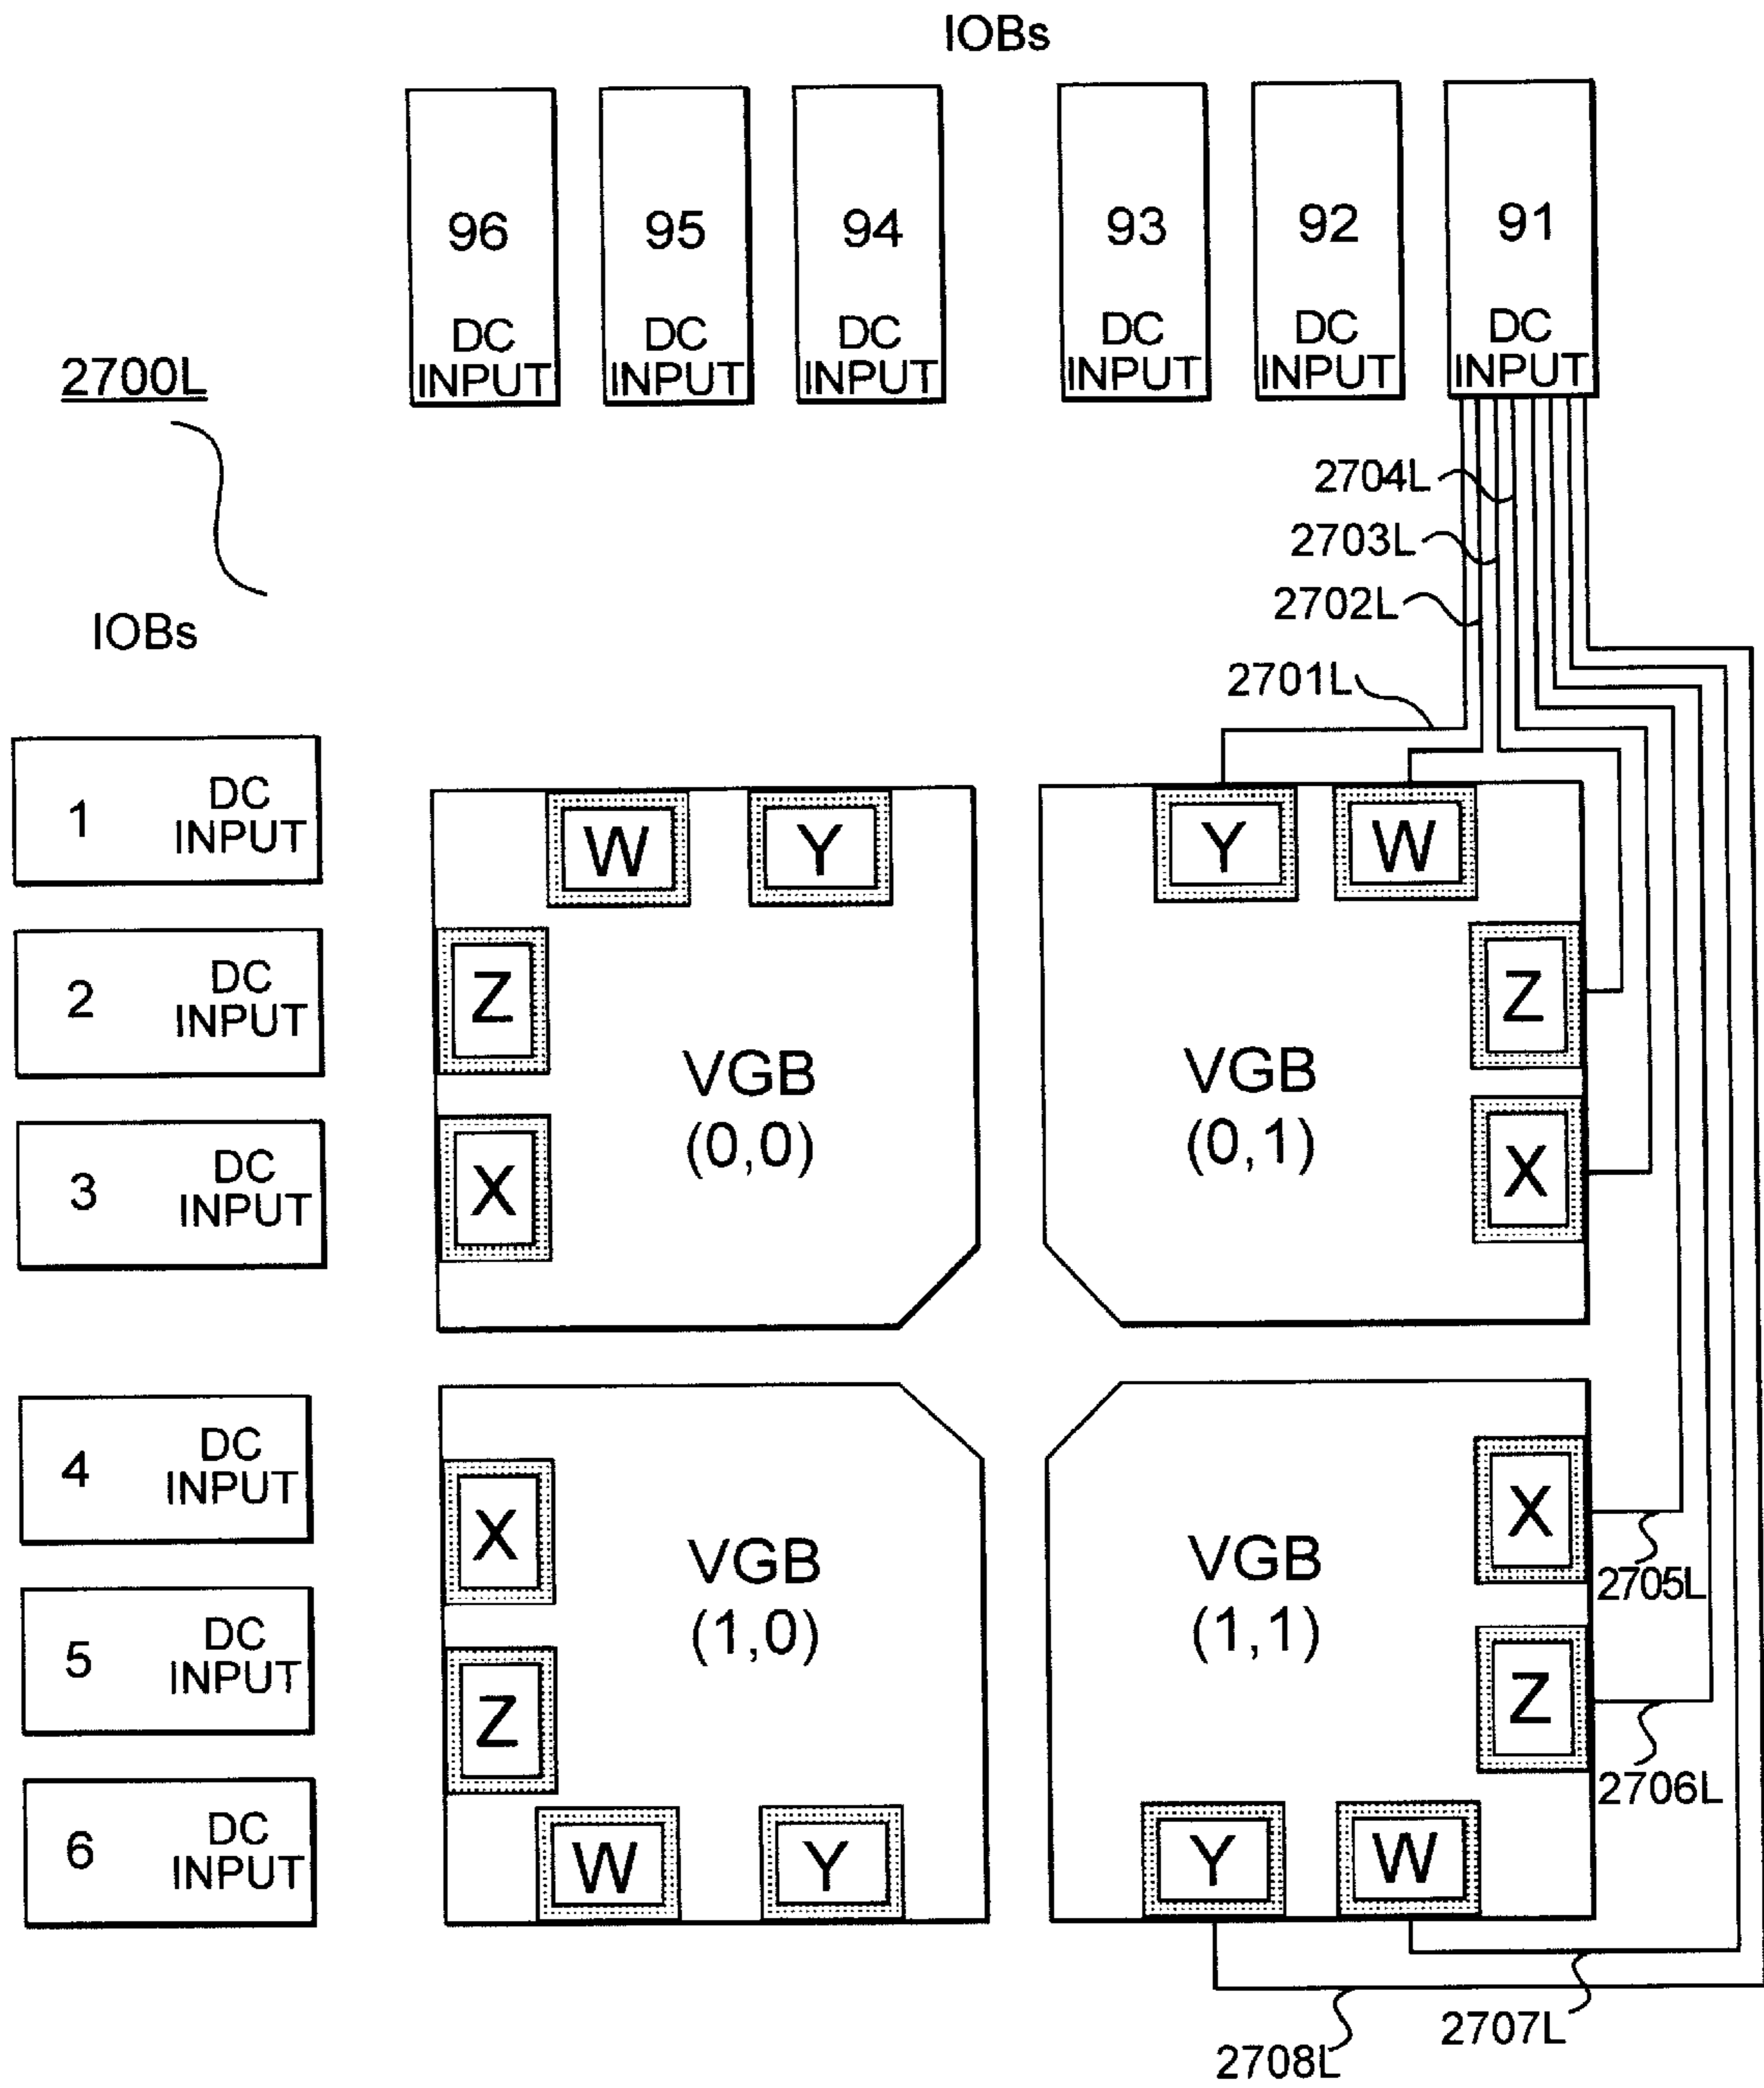 IOBs
96
DC
INPUT
95
DC
INPUT
94
DC
INPUT
93
DC
INPUT
92
DC
INPUT
91
DC
INPUT
2700L
2704L
2703L
2702L
2701L
IOBs
1
DC
INPUT
2
DC
INPUT
3
DC
INPUT
4
DC
INPUT
5
DC
INPUT
6
DC
INPUT
W
Y
Z
X
VGB
(0,0)
Y
W
Z
X
VGB
(0,1)
X
Z
W
Y
VGB
(1,0)
X
Z
Y
W
VGB
(1,1)
2705L
2706L
2707L
2708L